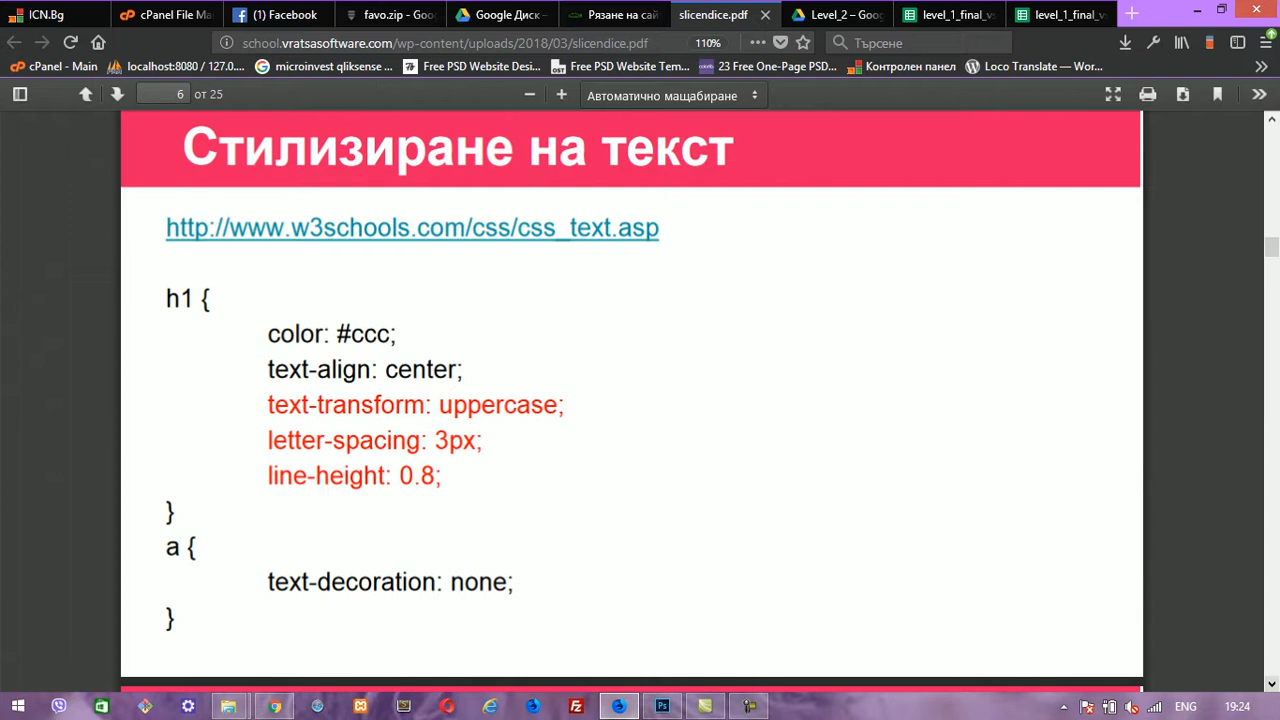 ICN.Bg
cPanel File Ma
(1) Facebook
favo.zip - Goo
Google Диск –
Рязане на сай
slicendice.pdf
Level_2 – Goo
level_1_final_v
level_1_final_v
school.vratsasoftware.com/wp-content/uploads/2018/03/slicendice.pdf
110%
Търсене
cPanel - Main
localhost:8080 / 127.0....
microinvest qliksense ...
Free PSD Website Desi...
Free PSD Website Tem...
23 Free One-Page PSD...
Контролен панел
Loco Translate — Wor...
6 от 25
Автоматично мащабиране
Стилизиране на текст
http://www.w3schools.com/css/css_text.asp
h1 {
color: #ccc;
text-align: center;
text-transform: uppercase;
letter-spacing: 3px;
line-height: 0.8;
}
a {
text-decoration: none;
}
ENG
19:24